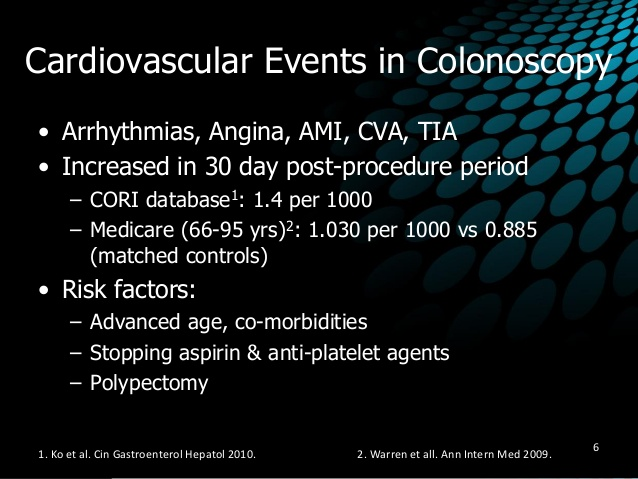 Cardiovascular Events in Colonoscopy
• Arrhythmias, Angina, AMI, CVA, TIA
• Increased in 30 day post-procedure period
– CORI database¹: 1.4 per 1000
– Medicare (66-95 yrs)²: 1.030 per 1000 vs 0.885
(matched controls)
• Risk factors:
– Advanced age, co-morbidities
– Stopping aspirin & anti-platelet agents
– Polypectomy
1. Ko et al. Cin Gastroenterol Hepatol 2010. 2. Warren et all. Ann Intern Med 2009.
6